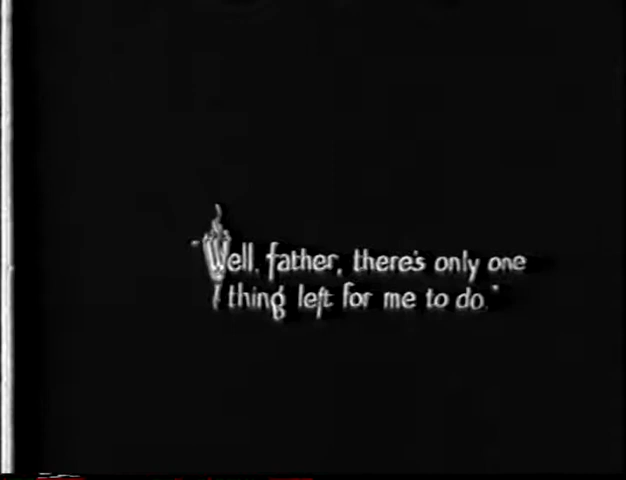 "Well, father, there's only one
thing left for me to do."